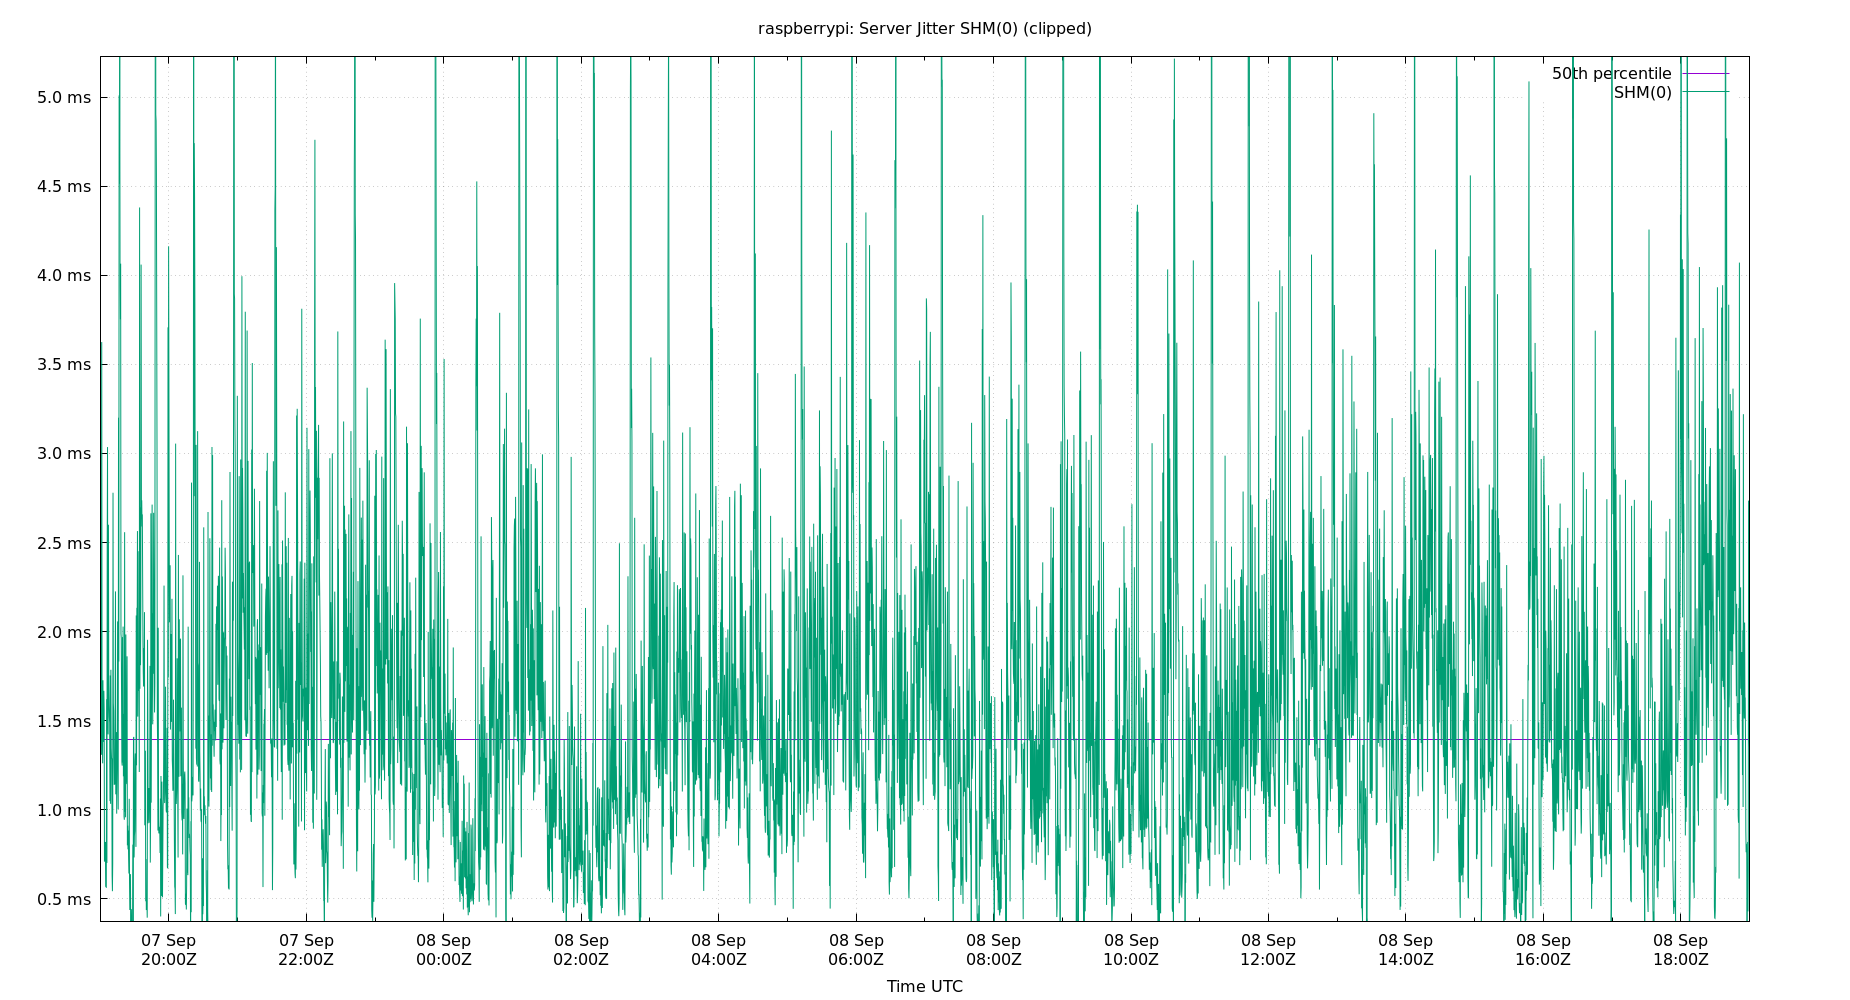 raspberrypi: Server Jitter SHM(0) (clipped)
50th percentile
SHM(0)
5.0 ms
4.5 ms
4.0 ms
3.5 ms
3.0 ms
2.5 ms
2.0 ms
1.5 ms
1.0 ms
0.5 ms
07 Sep 07 Sep 08 Sep 08 Sep 08 Sep 08 Sep 08 Sep 08 Sep 08 Sep 08 Sep 08 Sep 08 Sep
20:00Z 22:00Z 00:00Z 02:00Z 04:00Z 06:00Z 08:00Z 10:00Z 12:00Z 14:00Z 16:00Z 18:00Z
Time UTC